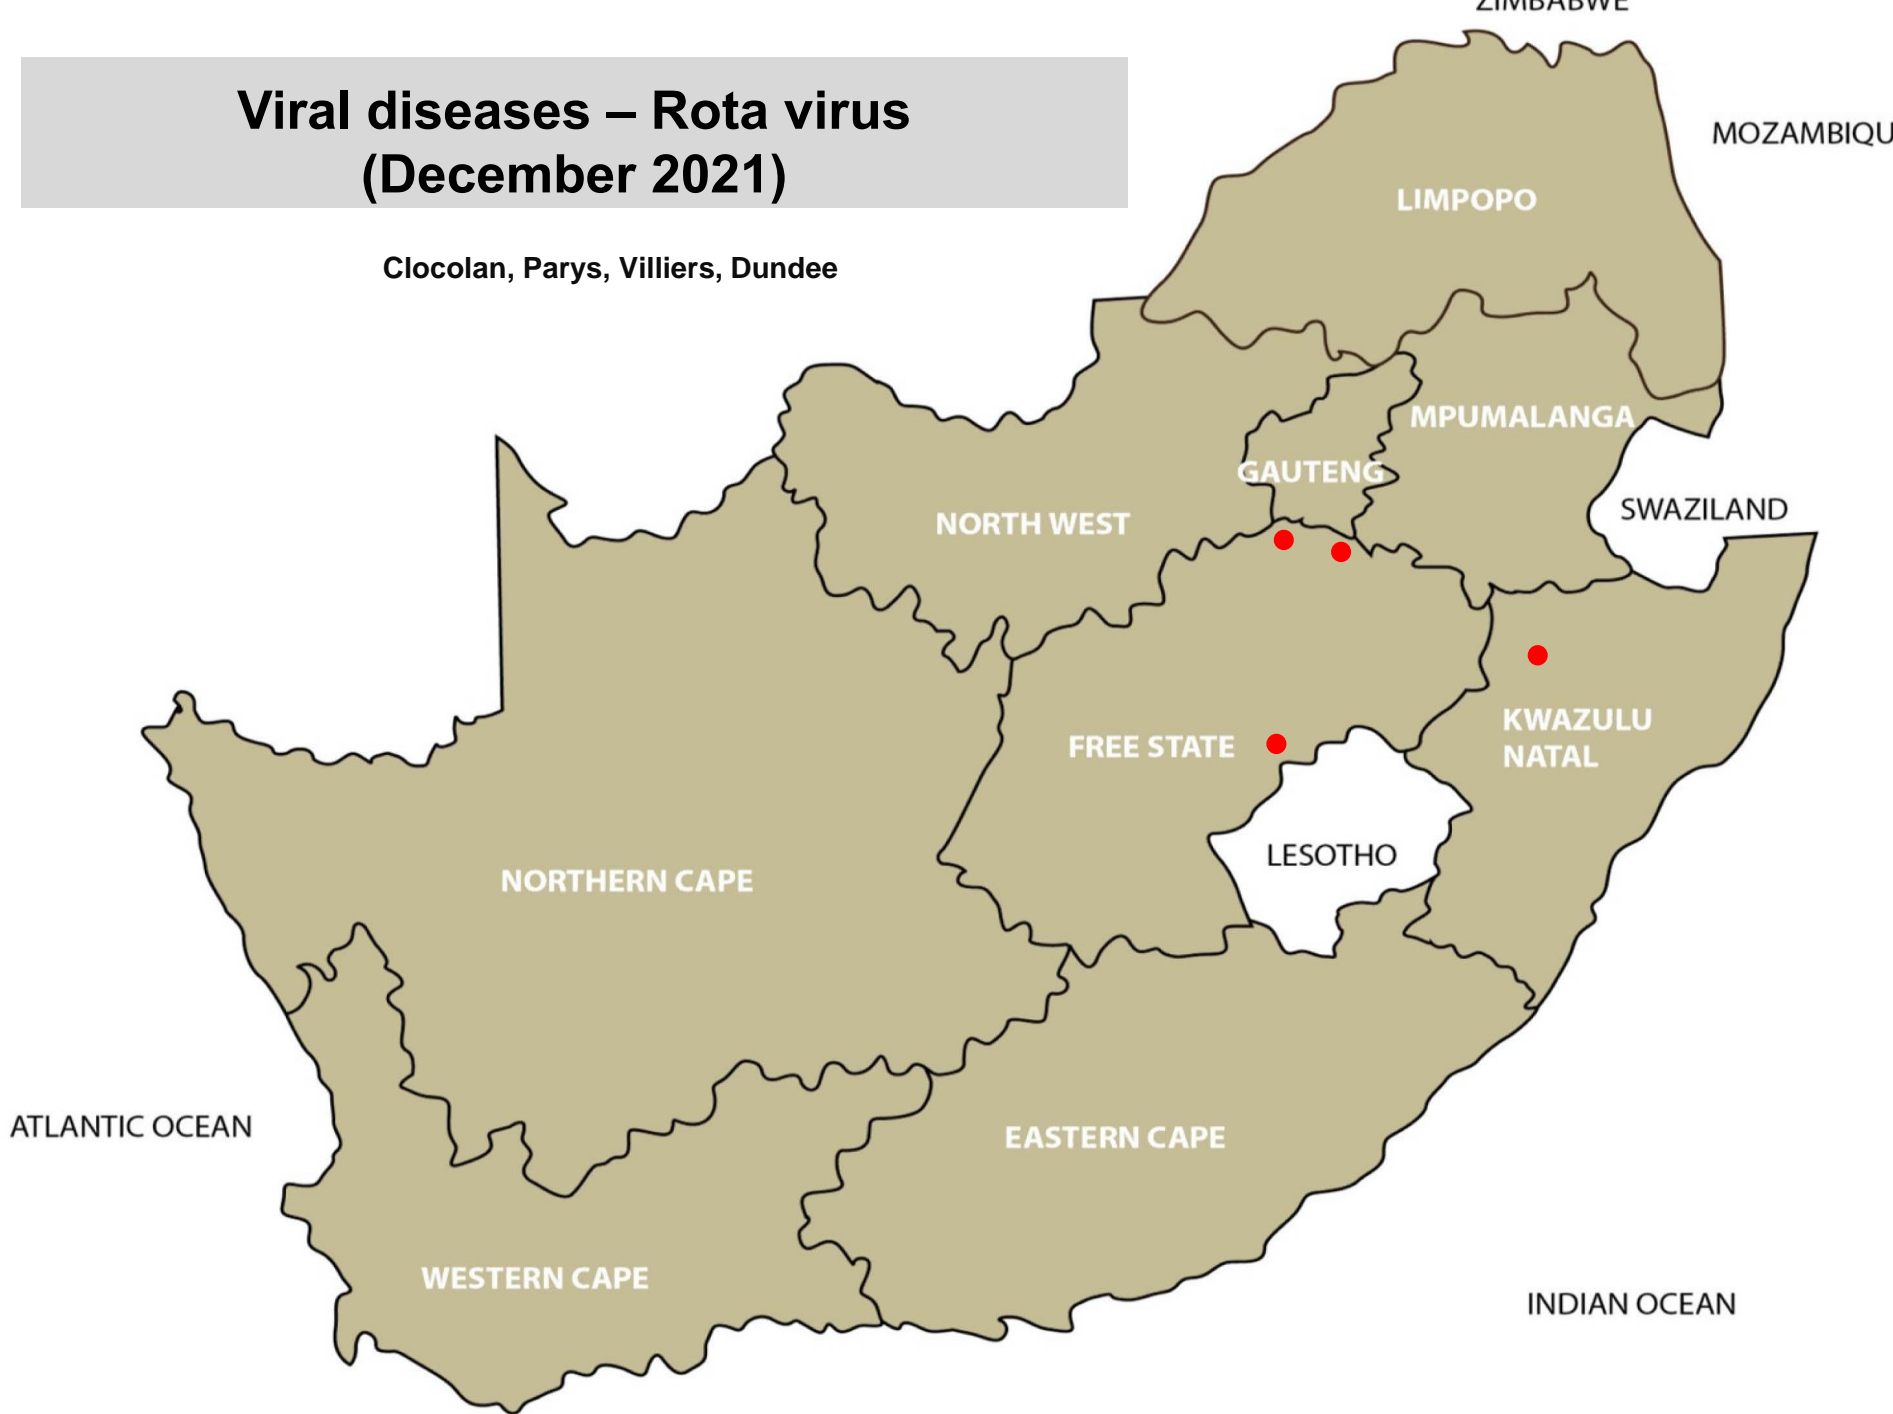 ZIMBABWE
Viral diseases – Rota virus
(December 2021)
MOZAMBIQU
LIMPOPO
Clocolan, Parys, Villiers, Dundee
MPUMALANGA
GAUTENG
SWAZILAND
NORTH WEST
KWAZULU
NATAL
FREE STATE
LESOTHO
NORTHERN CAPE
ATLANTIC OCEAN
EASTERN CAPE
WESTERN CAPE
INDIAN OCEAN